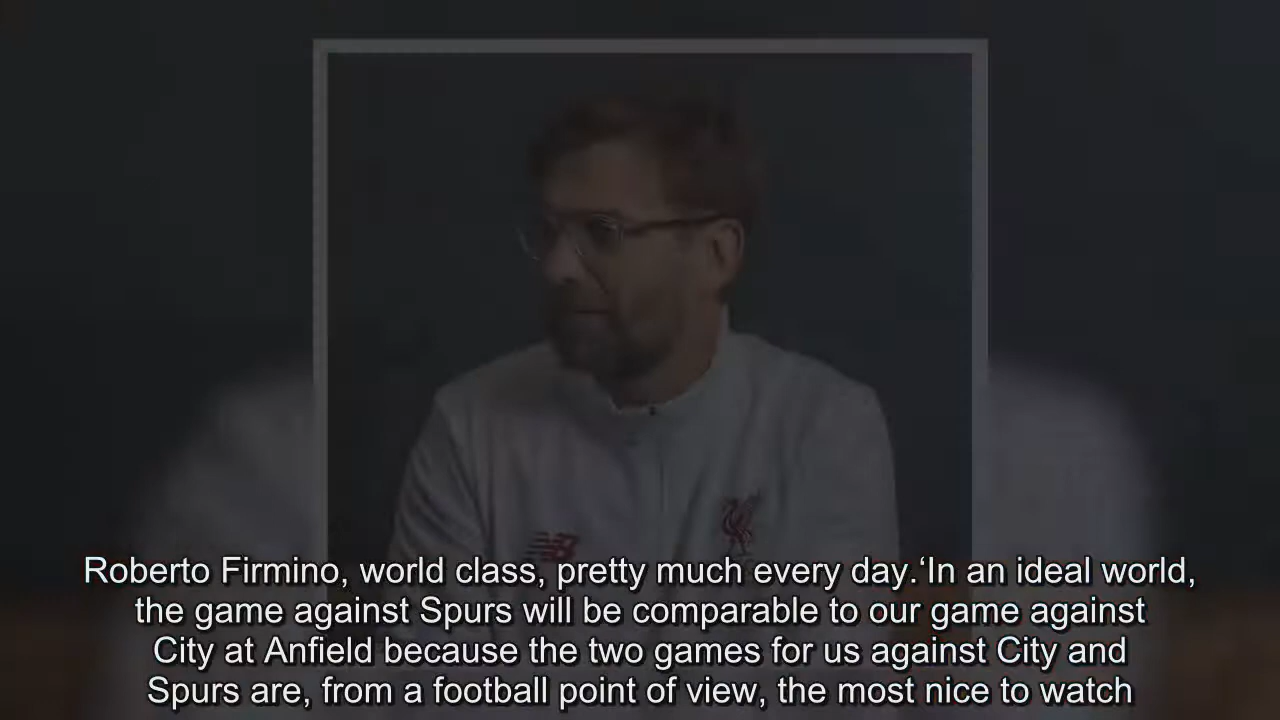 Roberto Firmino, world class, pretty much every day.‘In an ideal world,
the game against Spurs will be comparable to our game against
City at Anfield because the two games for us against City and
Spurs are, from a football point of view, the most nice to watch